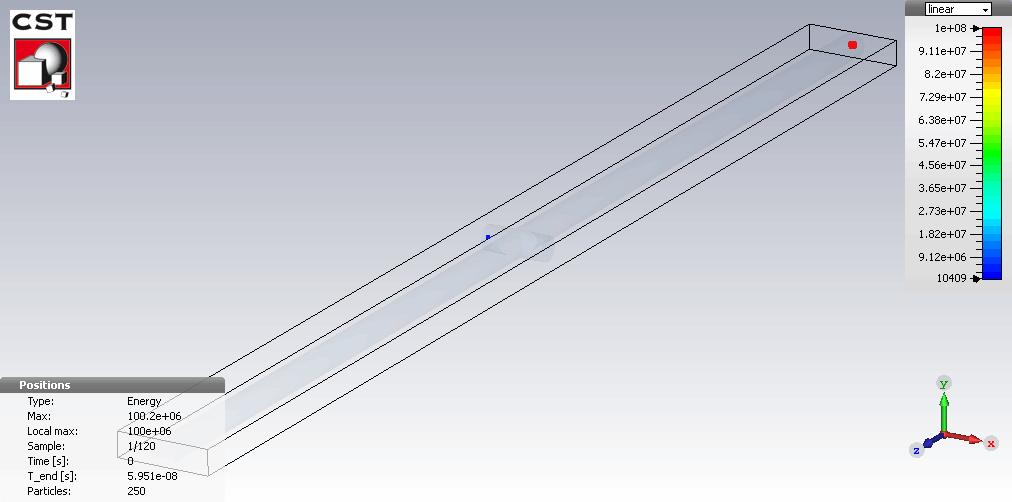 CST
linear
1e+08
9.11e+07
8.2e+07
7.29e+07
6.38e+07
5.47e+07
4.56e+07
3.65e+07
2.73e+07
1.82e+07
9.12e+06
10409
Positions
Type: Energy
Max: 100.2e+06
Local max: 100e+06
Sample: 1/120
Time [s]: 0
T_end [s]: 5.951e-08
Particles: 250
y
x
z